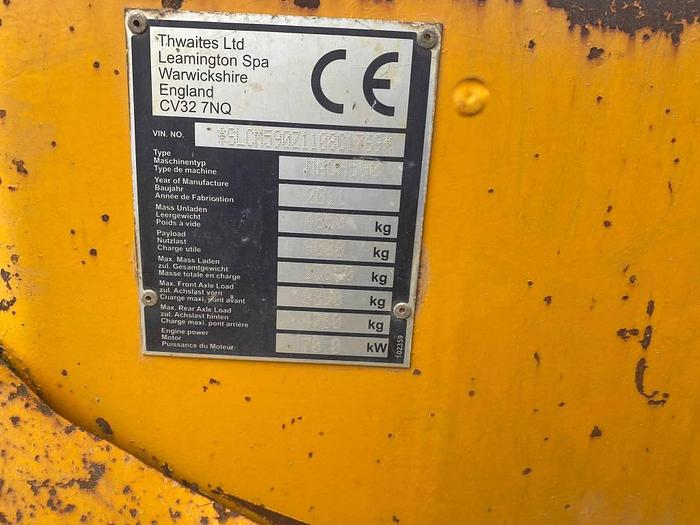 Thwaites Ltd
Leamington Spa
Warwickshire
England
CV32 7NQ
CE
VIN. NO.
Type
Maschinentyp
Type de machine
Year of Manufacture
Baujahr
Année de Fabrication
Mass Unladen
Leergewicht
Poids à vide
kg
Payload
Nutzlast
Charge utile
kg
Max. Mass Laden
zul. Gesamtgewicht
Masse totale en charge
kg
Max. Front Axle Load
zul. Achslast vorn
Charge maxi. pont avant
kg
Max. Rear Axle Load
zul. Achslast hinten
Charge maxi. pont arrière
kg
Engine power
Motor
Puissance du Moteur
kW
102359